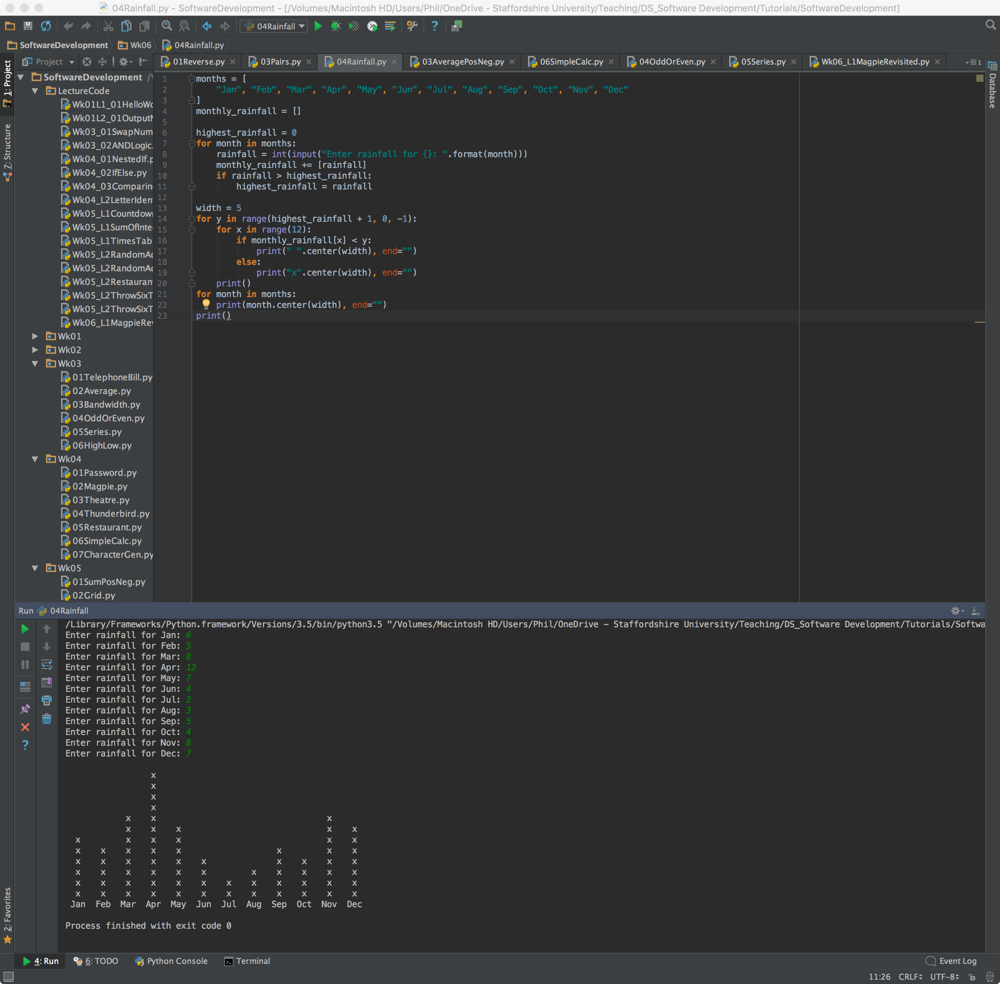 04Rainfall.py - SoftwareDevelopment - [/Volumes/Macintosh HD/Users/Phil/OneDrive - Staffordshire University/Teaching/DS_Software Development/Tutorials/SoftwareDevelopment]
04Rainfall
SoftwareDevelopment Wk06 04Rainfall.py
Project
01Reverse.py 03Pairs.py 04Rainfall.py 03AveragePosNeg.py 06SimpleCalc.py 04OddOrEven.py 05Series.py Wk06_L1MagpieRevisited.py 1
1: Project
Z: Structure
2: Favorites
Database
SoftwareDevelopment
LectureCode
Wk01L1_01HelloWo
Wk01L2_01OutputN
Wk03_01SwapNum
Wk03_02ANDLogic.
Wk04_01NestedIf.p
Wk04_02IfElse.py
Wk04_03Comparin
Wk04_L2LetterIden
Wk05_L1Countdow
Wk05_L1SumOfInte
Wk05_L1TimesTab
Wk05_L2RandomAc
Wk05_L2RandomAc
Wk05_L2Restauran
Wk05_L2ThrowSixT
Wk05_L2ThrowSixT
Wk06_L1MagpieRev
Wk01
Wk02
Wk03
01TelephoneBill.py
02Average.py
03Bandwidth.py
04OddOrEven.py
05Series.py
06HighLow.py
Wk04
01Password.py
02Magpie.py
03Theatre.py
04Thunderbird.py
05Restaurant.py
06SimpleCalc.py
07CharacterGen.py
Wk05
01SumPosNeg.py
02Grid.py
1 months = [
2     "Jan", "Feb", "Mar", "Apr", "May", "Jun", "Jul", "Aug", "Sep", "Oct", "Nov", "Dec"
3 ]
4 monthly_rainfall = []
5
6 highest_rainfall = 0
7 for month in months:
8     rainfall = int(input("Enter rainfall for {}: ".format(month)))
9     monthly_rainfall += [rainfall]
10     if rainfall > highest_rainfall:
11         highest_rainfall = rainfall
12
13 width = 5
14 for y in range(highest_rainfall + 1, 0, -1):
15     for x in range(12):
16         if monthly_rainfall[x] < y:
17             print(" ".center(width), end="")
18         else:
19             print("x".center(width), end="")
20     print()
21 for month in months:
22     print(month.center(width), end="")
23 print()
Run 04Rainfall
/Library/Frameworks/Python.framework/Versions/3.5/bin/python3.5 "/Volumes/Macintosh HD/Users/Phil/OneDrive - Staffordshire University/Teaching/DS_Software Development/Tutorials/Softwa
Enter rainfall for Jan: 6
Enter rainfall for Feb: 5
Enter rainfall for Mar: 8
Enter rainfall for Apr: 12
Enter rainfall for May: 7
Enter rainfall for Jun: 4
Enter rainfall for Jul: 2
Enter rainfall for Aug: 3
Enter rainfall for Sep: 5
Enter rainfall for Oct: 4
Enter rainfall for Nov: 8
Enter rainfall for Dec: 7
                 x
                 x
                 x
                 x
            x    x                                  x
            x    x    x                             x    x
  x         x    x    x                             x    x
  x    x    x    x    x                   x         x    x
  x    x    x    x    x    x              x    x    x    x
  x    x    x    x    x    x         x    x    x    x    x
  x    x    x    x    x    x    x    x    x    x    x    x
  x    x    x    x    x    x    x    x    x    x    x    x
 Jan  Feb  Mar  Apr  May  Jun  Jul  Aug  Sep  Oct  Nov  Dec
Process finished with exit code 0
4: Run 6: TODO Python Console Terminal Event Log
11:26 CRLF UTF-8